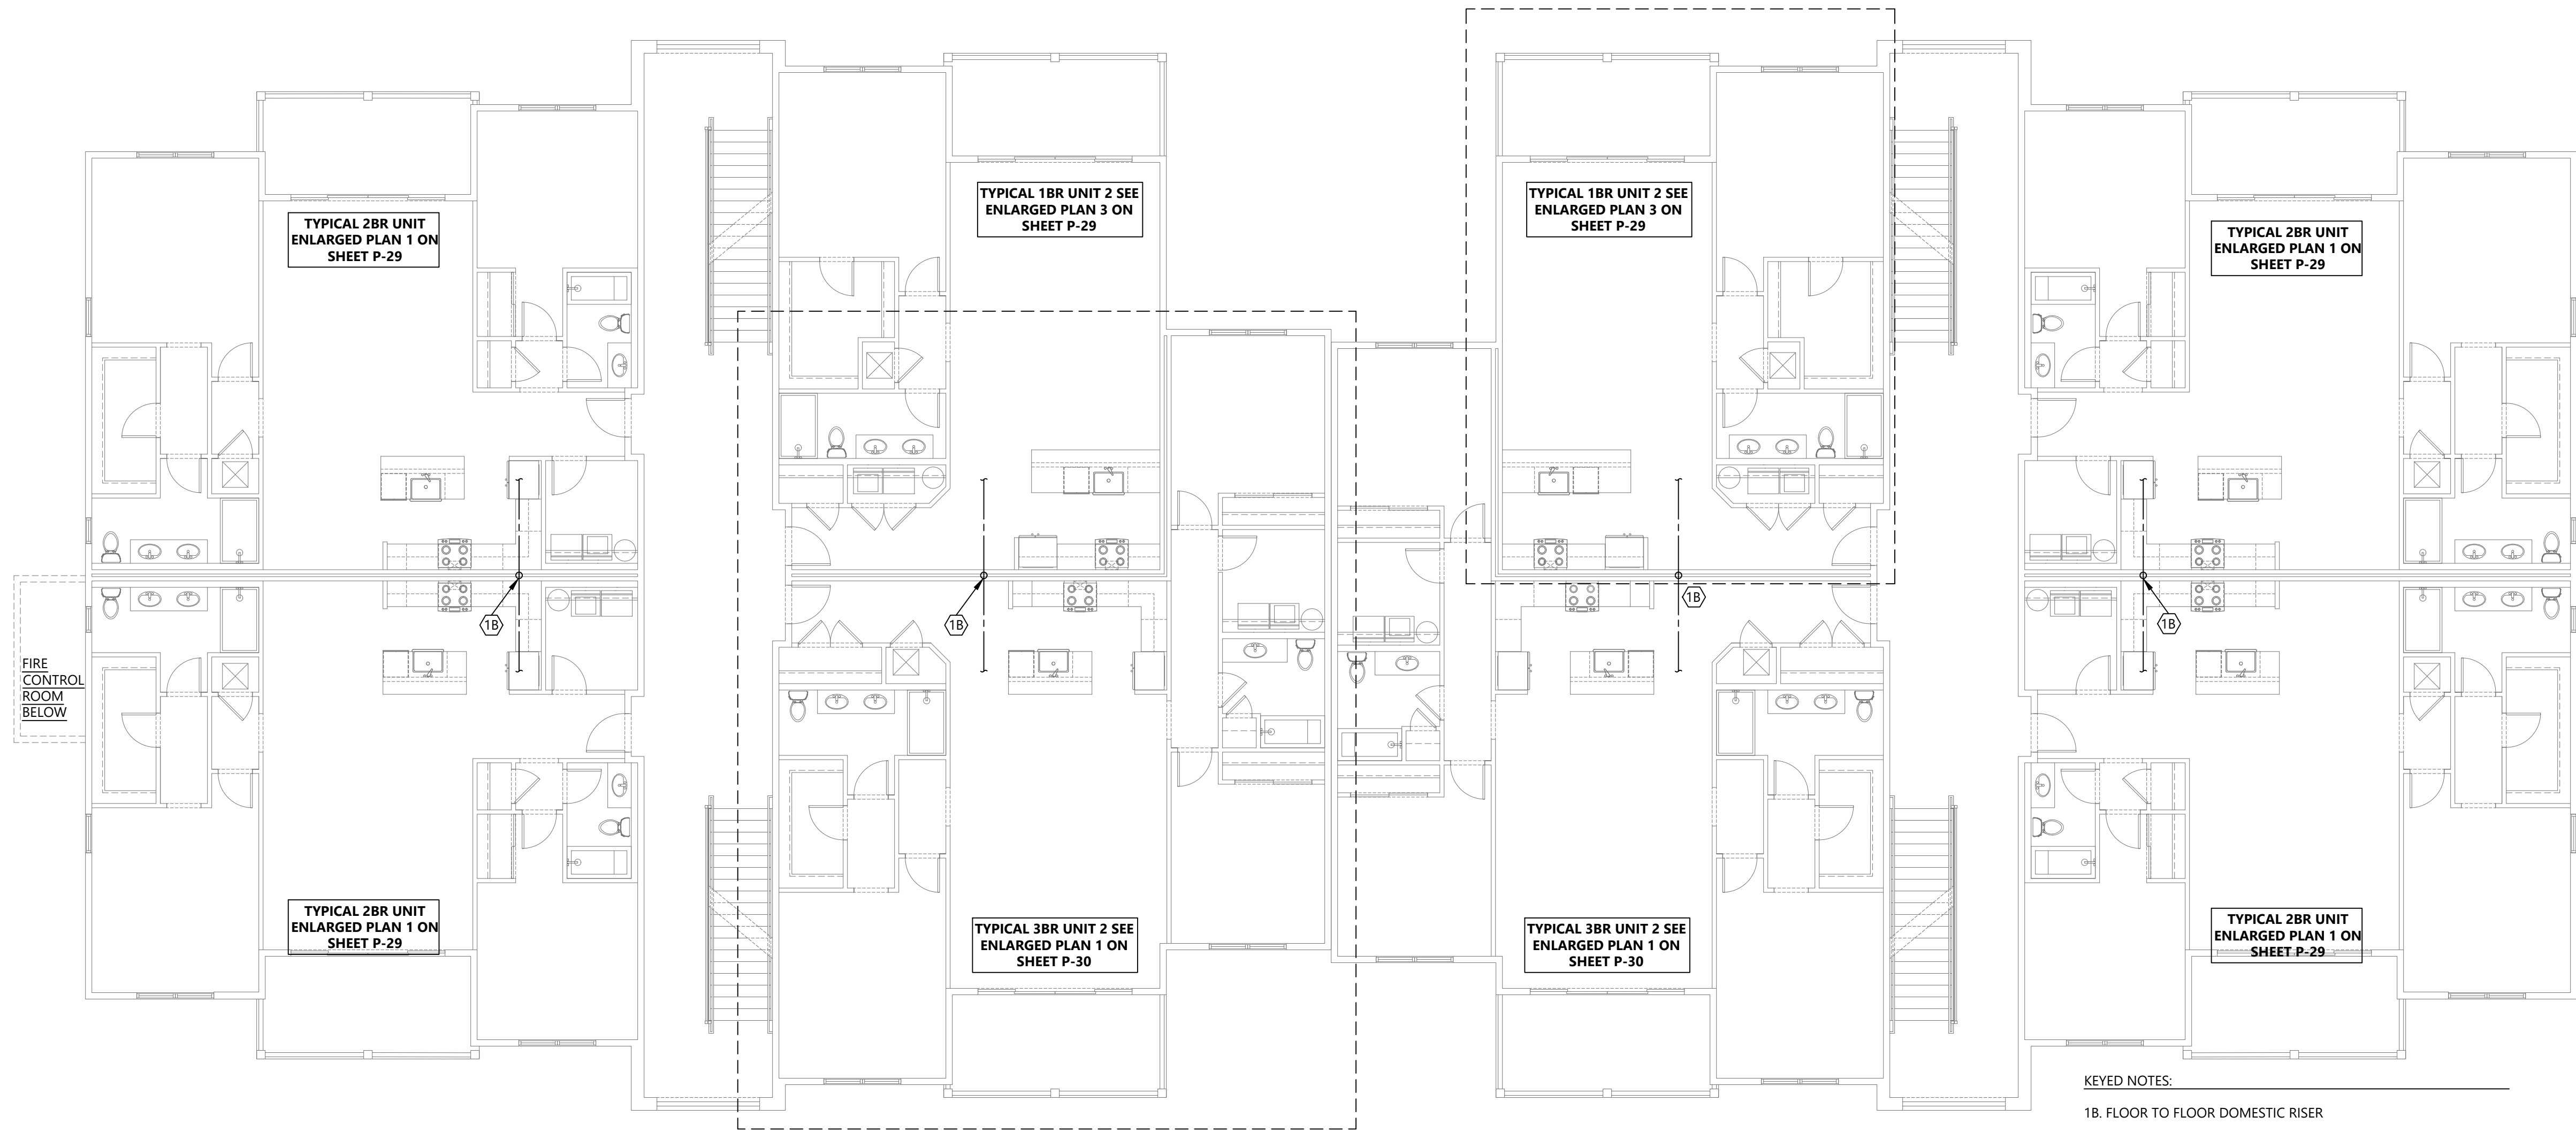 TYPICAL 1BR UNIT 2 SEE
ENLARGED PLAN 3 ON
SHEET P-29
TYPICAL 1BR UNIT 2 SEE
ENLARGED PLAN 3 ON
SHEET P-29
TYPICAL 2BR UNIT
ENLARGED PLAN 1 ON
SHEET P-29
TYPICAL 2BR UNIT
ENLARGED PLAN 1 ON
SHEET P-29
1B
1B
1B
1B
FIRE
CONTROL
ROOM
BELOW
TYPICAL 2BR UNIT
ENLARGED PLAN 1 ON
SHEET P-29
TYPICAL 3BR UNIT 2 SEE
ENLARGED PLAN 1 ON
SHEET P-30
TYPICAL 3BR UNIT 2 SEE
ENLARGED PLAN 1 ON
SHEET P-30
TYPICAL 2BR UNIT
ENLARGED PLAN 1 ON
SHEET P-29
KEYED NOTES:
1B. FLOOR TO FLOOR DOMESTIC RISER